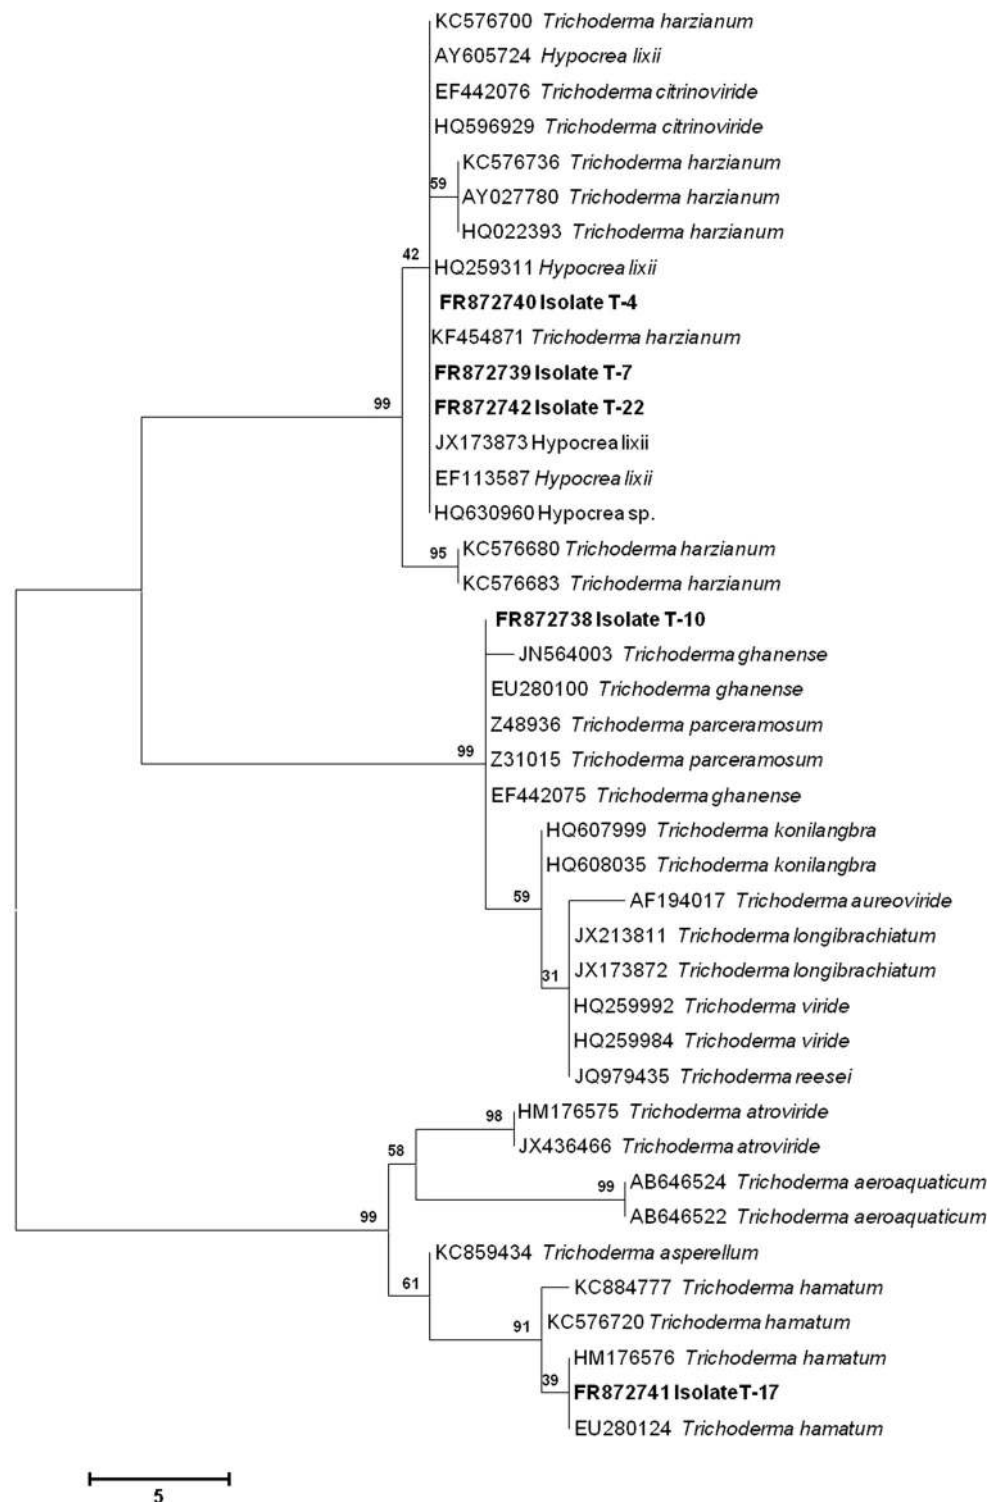 KC576700 Trichoderma harzianum
AY605724 Hypocrea lixii
EF442076 Trichoderma citrinoviride
HQ596929 Trichoderma citrinoviride
KC576736 Trichoderma harzianum
59
AY027780 Trichoderma harzianum
HQ022393 Trichoderma harzianum
42
HQ259311 Hypocrea lixii
FR872740 Isolate T-4
KF454871 Trichoderma harzianum
FR872739 Isolate T-7
99
FR872742 Isolate T-22
JX173873 Hypocrea lixii
EF113587 Hypocrea lixii
HQ630960 Hypocrea sp.
95
KC576680 Trichoderma harzianum
KC576683 Trichoderma harzianum
FR872738 Isolate T-10
JN564003 Trichoderma ghanense
EU280100 Trichoderma ghanense
Z48936 Trichoderma parceramosum
99
Z31015 Trichoderma parceramosum
EF442075 Trichoderma ghanense
HQ607999 Trichoderma konilangbra
HQ608035 Trichoderma konilangbra
59
AF194017 Trichoderma aureoviride
JX213811 Trichoderma longibrachiatum
JX173872 Trichoderma longibrachiatum
31
HQ259992 Trichoderma viride
HQ259984 Trichoderma viride
JQ979435 Trichoderma reesei
98
HM176575 Trichoderma atroviride
JX436466 Trichoderma atroviride
58
99
AB646524 Trichoderma aeroaquaticum
AB646522 Trichoderma aeroaquaticum
99
KC859434 Trichoderma asperellum
61
KC884777 Trichoderma hamatum
91
KC576720 Trichoderma hamatum
HM176576 Trichoderma hamatum
39
FR872741 Isolate T-17
EU280124 Trichoderma hamatum
5